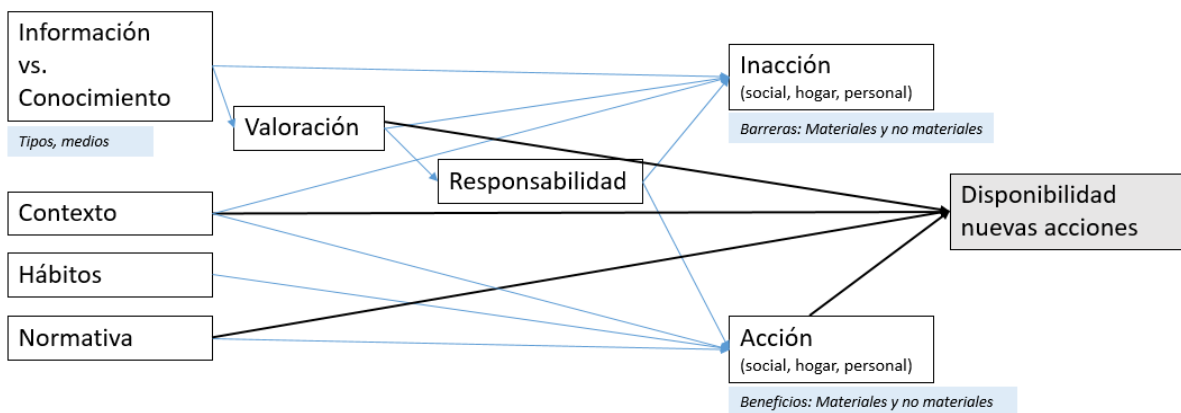 Información
vs.
Conocimiento
Tipos, medios
Valoración
Responsabilidad
Contexto
Hábitos
Normativa
Inacción
(social, hogar, personal)
Barreras: Materiales y no materiales
Acción
(social, hogar, personal)
Beneficios: Materiales y no materiales
Disponibilidad
nuevas acciones